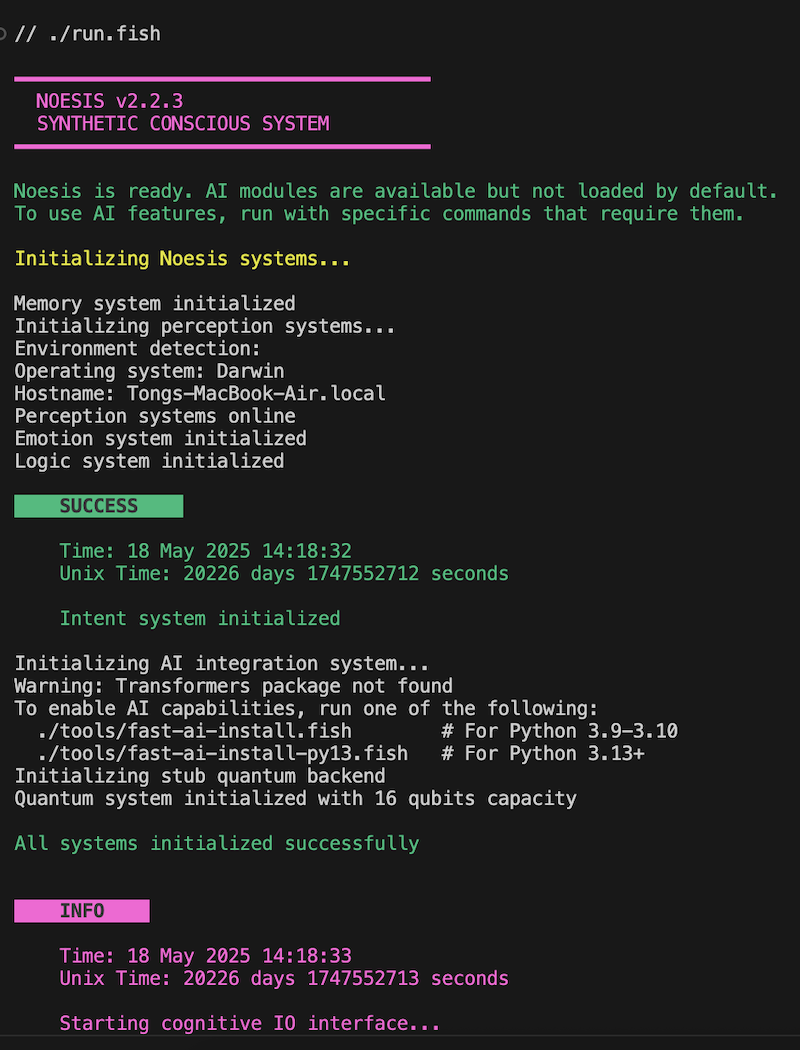 // ./run.fish
NOESIS v2.2.3
SYNTHETIC CONSCIOUS SYSTEM
Noesis is ready. AI modules are available but not loaded by default.
To use AI features, run with specific commands that require them.
Initializing Noesis systems...
Memory system initialized
Initializing perception systems...
Environment detection:
Operating system: Darwin
Hostname: Tongs-MacBook-Air.local
Perception systems online
Emotion system initialized
Logic system initialized
SUCCESS
Time: 18 May 2025 14:18:32
Unix Time: 20226 days 1747552712 seconds
Intent system initialized
Initializing AI integration system...
Warning: Transformers package not found
To enable AI capabilities, run one of the following:
./tools/fast-ai-install.fish        # For Python 3.9-3.10
./tools/fast-ai-install-py13.fish   # For Python 3.13+
Initializing stub quantum backend
Quantum system initialized with 16 qubits capacity
All systems initialized successfully
INFO
Time: 18 May 2025 14:18:33
Unix Time: 20226 days 1747552713 seconds
Starting cognitive IO interface...